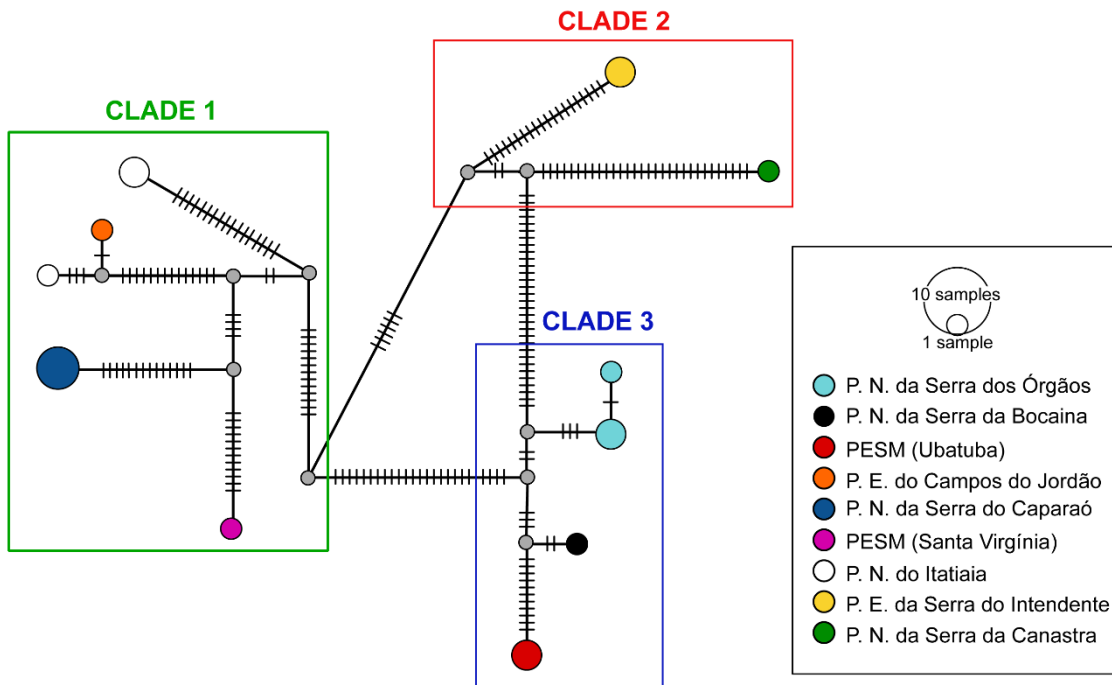 CLADE 2
CLADE 1
CLADE 3
10 samples
1 sample
P. N. da Serra dos Órgãos
P. N. da Serra da Bocaina
PESM (Ubatuba)
P. E. do Campos do Jordão
P. N. da Serra do Caparaó
PESM (Santa Virgínia)
P. N. do Itatiaia
P. E. da Serra do Intendente
P. N. da Serra da Canastra